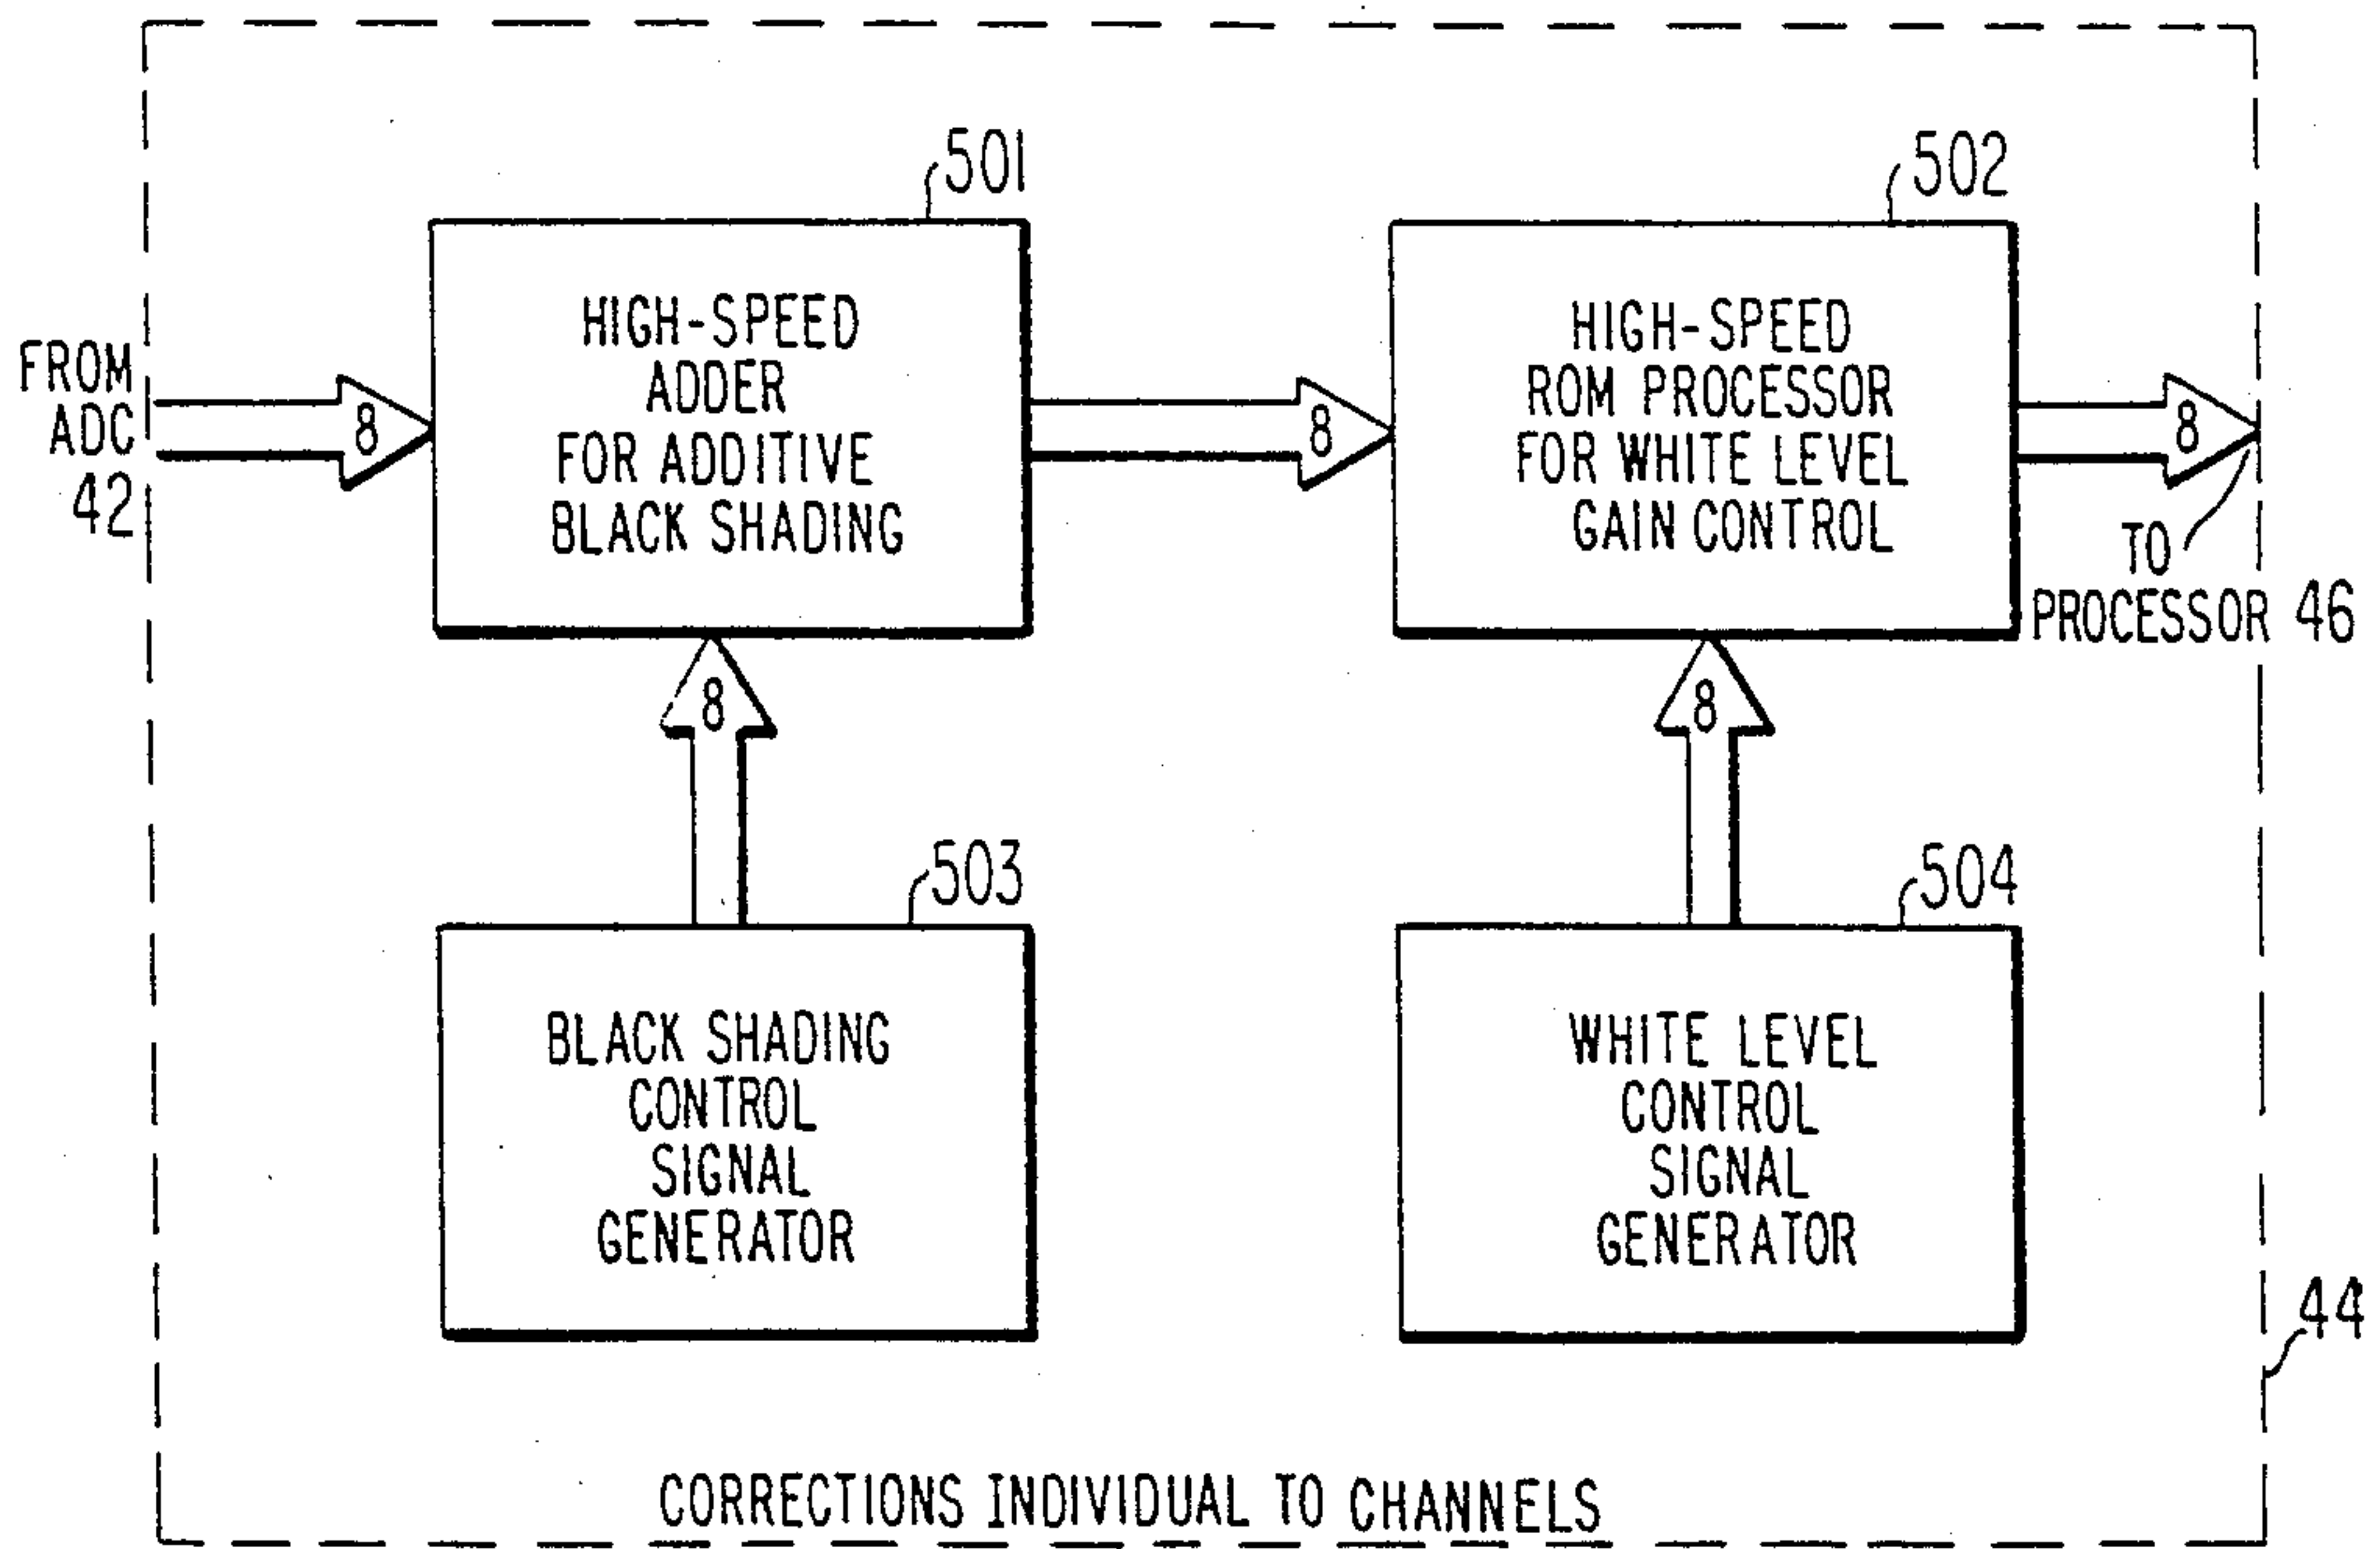 501
502
HIGH-SPEED
ADDER
FOR ADDITIVE
BLACK SHADING
HIGH-SPEED
ROM PROCESSOR
FOR WHITE LEVEL
GAIN CONTROL
FROM
ADC
42
8
8
8
TO
PROCESSOR 46
8
8
503
504
BLACK SHADING
CONTROL
SIGNAL
GENERATOR
WHITE LEVEL
CONTROL
SIGNAL
GENERATOR
44
CORRECTIONS INDIVIDUAL TO CHANNELS